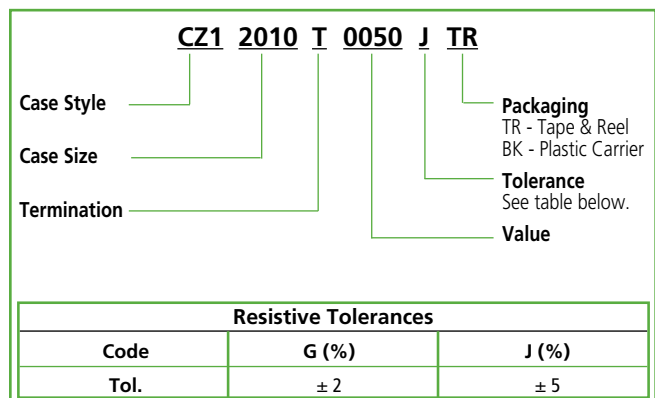 CZ1 2010 T 0050 J TR
Case Style
Case Size
Termination
Packaging
TR - Tape & Reel
BK - Plastic Carrier
Tolerance
See table below.
Value
Resistive Tolerances
Code G (%) J (%)
Tol. ± 2 ± 5